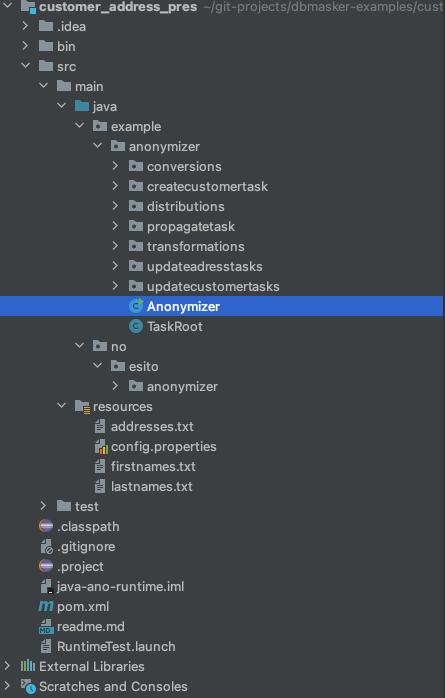 customer_address_pres ~/git-projects/dbmasker-examples/cust
.idea
bin
src
main
java
example
anonymizer
conversions
createcustomertask
distributions
propagatetask
transformations
updateadresstasks
updatecustomertasks
C Anonymizer
C TaskRoot
no
esito
anonymizer
resources
addresses.txt
config.properties
firstnames.txt
lastnames.txt
test
.classpath
.gitignore
.project
java-ano-runtime.iml
m pom.xml
MD readme.md
RuntimeTest.launch
External Libraries
Scratches and Consoles